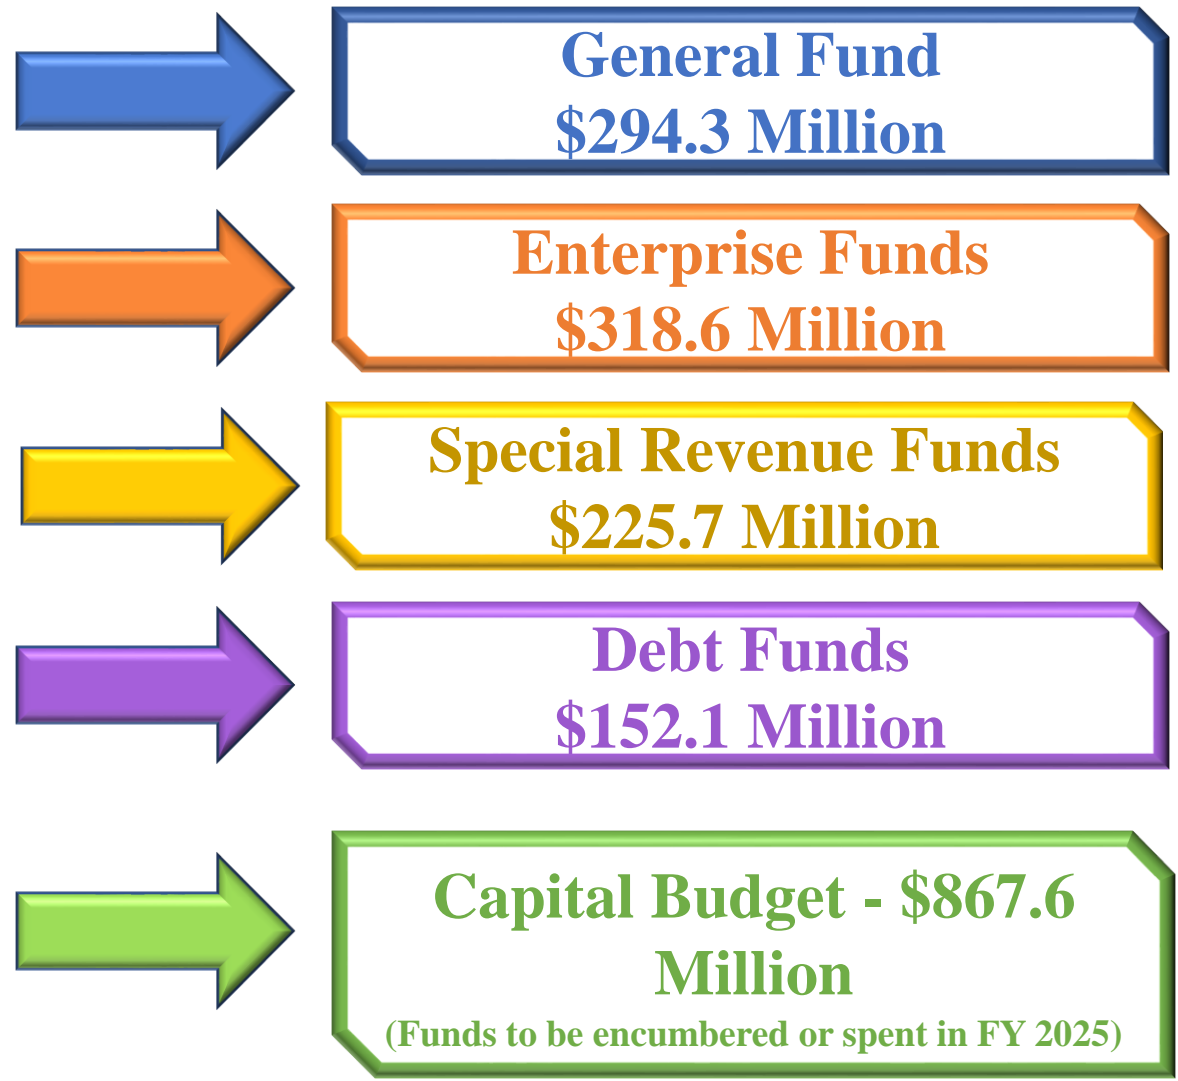 General Fund
$294.3 Million
Enterprise Funds
$318.6 Million
Special Revenue Funds
$225.7 Million
Debt Funds
$152.1 Million
Capital Budget - $867.6
Million
(Funds to be encumbered or spent in FY 2025)